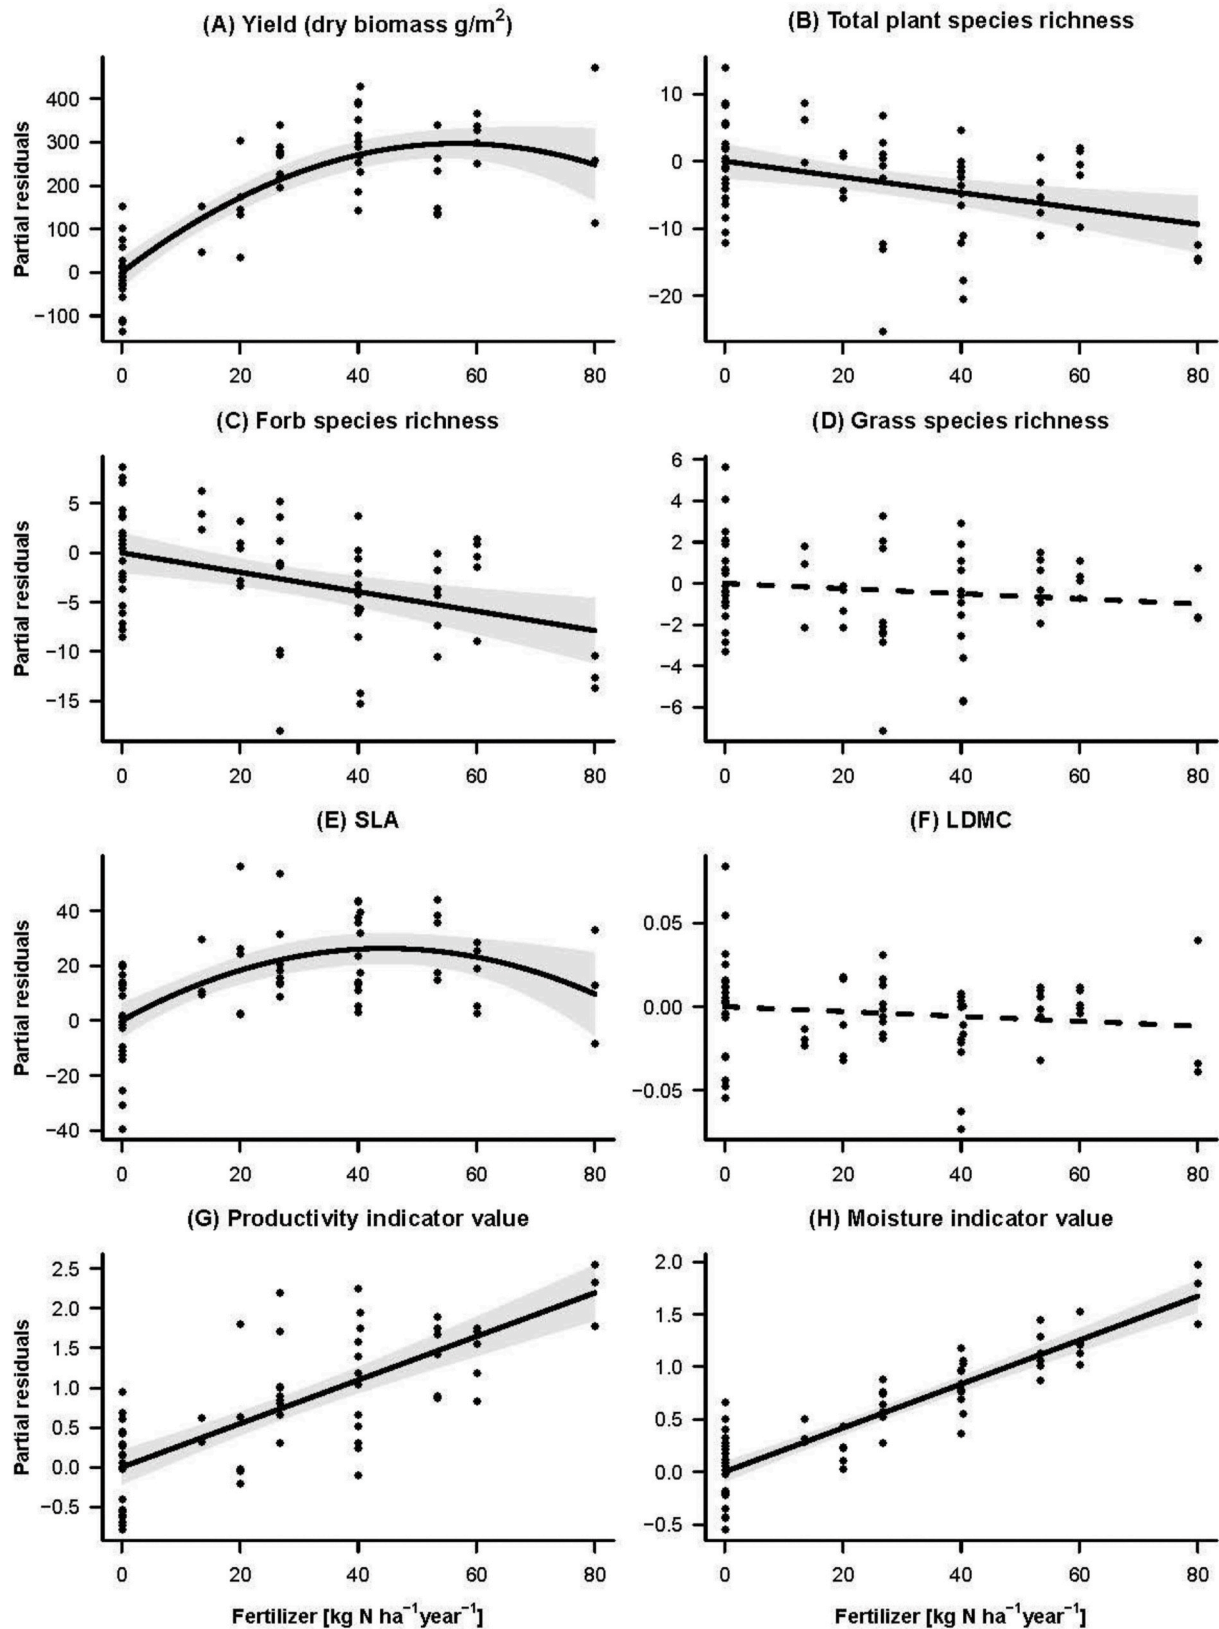 (A) Yield (dry biomass g/m²)
400
300
200
100
0
−100
Partial residuals
0 20 40 60 80
(B) Total plant species richness
10
0
−10
−20
0 20 40 60 80
(C) Forb species richness
5
0
−5
−10
−15
Partial residuals
0 20 40 60 80
(D) Grass species richness
6
4
2
0
−2
−4
−6
0 20 40 60 80
(E) SLA
40
20
0
−20
−40
Partial residuals
0 20 40 60 80
(F) LDMC
0.05
0.00
−0.05
0 20 40 60 80
(G) Productivity indicator value
2.5
2.0
1.5
1.0
0.5
0.0
−0.5
Partial residuals
0 20 40 60 80
Fertilizer [kg N ha⁻¹year⁻¹]
(H) Moisture indicator value
2.0
1.5
1.0
0.5
0.0
−0.5
0 20 40 60 80
Fertilizer [kg N ha⁻¹year⁻¹]